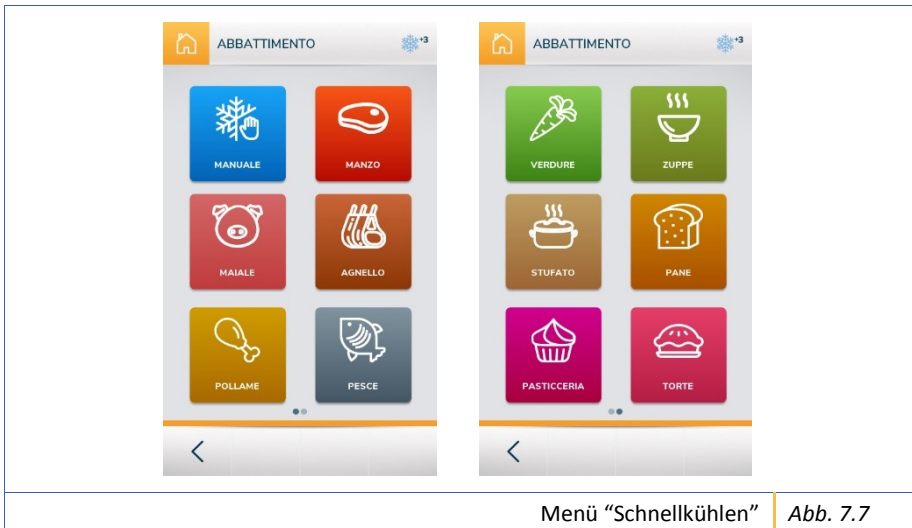 ABBATTIMENTO +3
MANUALE MANZO
MAIALE AGNELLO
POLLAME PESCE
ABBATTIMENTO +3
VERDURE ZUPPE
STUFATO PANE
PASTICCERIA TORTE
Menü “Schnellkühlen” Abb. 7.7